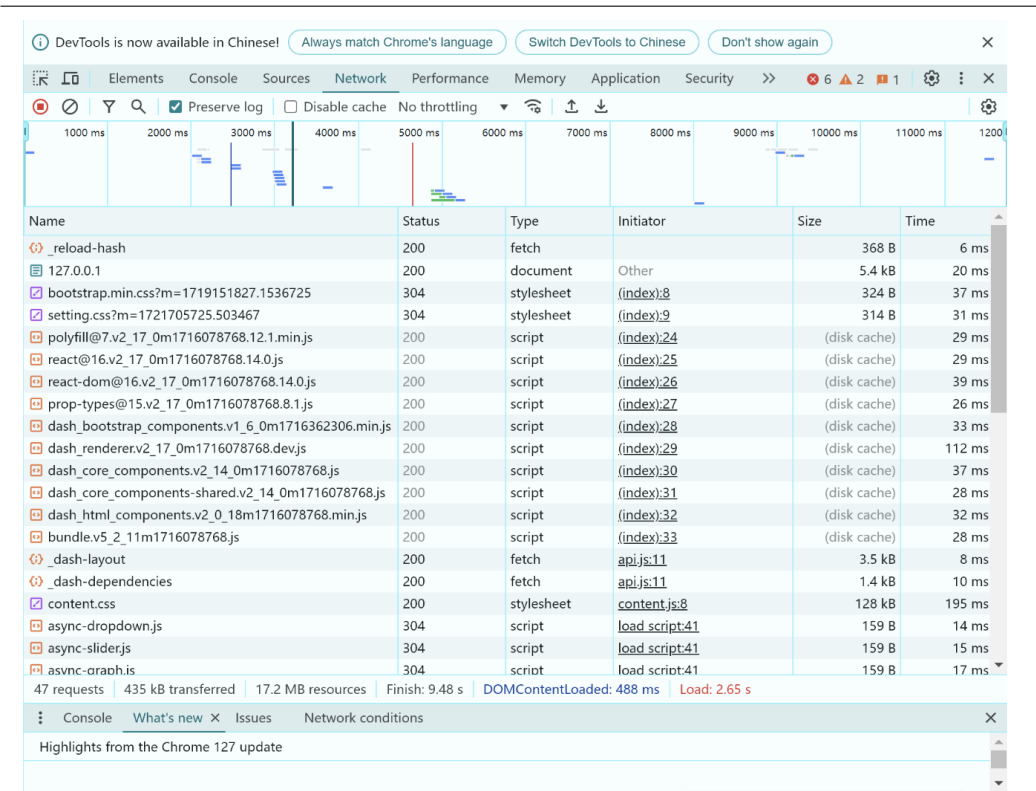 DevTools is now available in Chinese! Always match Chrome's language Switch DevTools to Chinese Don't show again
Elements Console Sources Network Performance Memory Application Security 6 2 1
Preserve log Disable cache No throttling
1000 ms 2000 ms 3000 ms 4000 ms 5000 ms 6000 ms 7000 ms 8000 ms 9000 ms 10000 ms 11000 ms 1200
Name Status Type Initiator Size Time
_reload-hash 200 fetch 368 B 6 ms
127.0.0.1 200 document Other 5.4 kB 20 ms
bootstrap.min.css?m=1719151827.1536725 304 stylesheet (index):8 324 B 37 ms
setting.css?m=1721705725.503467 304 stylesheet (index):9 314 B 31 ms
polyfill@7.v2_17_0m1716078768.12.1.min.js 200 script (index):24 (disk cache) 29 ms
react@16.v2_17_0m1716078768.14.0.js 200 script (index):25 (disk cache) 29 ms
react-dom@16.v2_17_0m1716078768.14.0.js 200 script (index):26 (disk cache) 39 ms
prop-types@15.v2_17_0m1716078768.8.1.js 200 script (index):27 (disk cache) 26 ms
dash_bootstrap_components.v1_6_0m1716362306.min.js 200 script (index):28 (disk cache) 33 ms
dash_renderer.v2_17_0m1716078768.dev.js 200 script (index):29 (disk cache) 112 ms
dash_core_components.v2_14_0m1716078768.js 200 script (index):30 (disk cache) 37 ms
dash_core_components-shared.v2_14_0m1716078768.js 200 script (index):31 (disk cache) 28 ms
dash_html_components.v2_0_18m1716078768.min.js 200 script (index):32 (disk cache) 32 ms
bundle.v5_2_11m1716078768.js 200 script (index):33 (disk cache) 28 ms
_dash-layout 200 fetch api.js:11 3.5 kB 8 ms
_dash-dependencies 200 fetch api.js:11 1.4 kB 10 ms
content.css 200 stylesheet content.js:8 128 kB 195 ms
async-dropdown.js 304 script load script:41 159 B 14 ms
async-slider.js 304 script load script:41 159 B 15 ms
async-graph.js 304 script load script:41 159 B 17 ms
47 requests 435 kB transferred 17.2 MB resources Finish: 9.48 s DOMContentLoaded: 488 ms Load: 2.65 s
Console What's new Issues Network conditions
Highlights from the Chrome 127 update